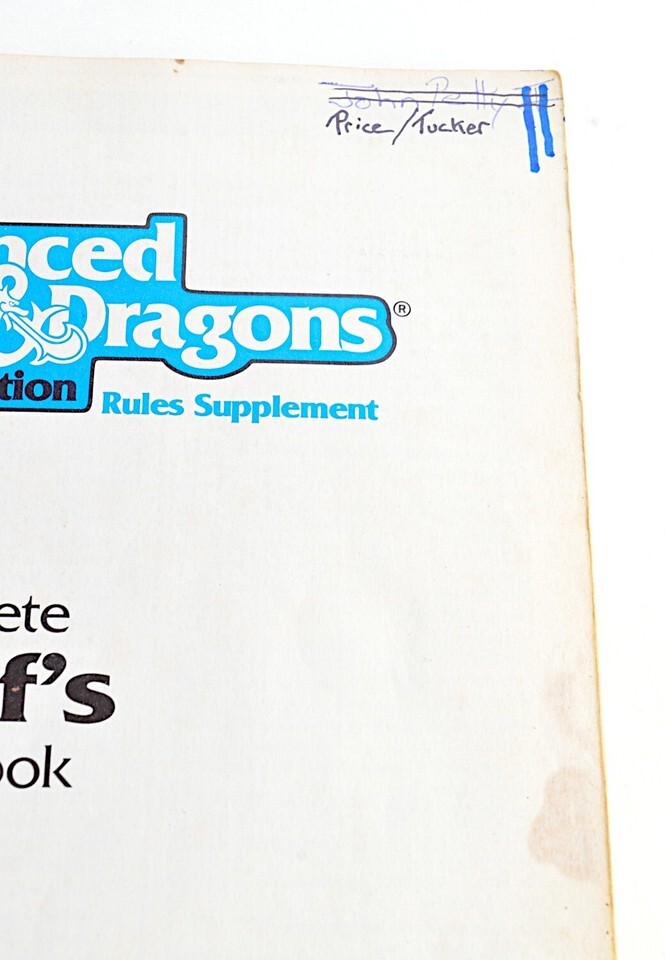 John Petty
Price/Tucker
nced
& Dragons®
tion
Rules Supplement
ete
f's
ook